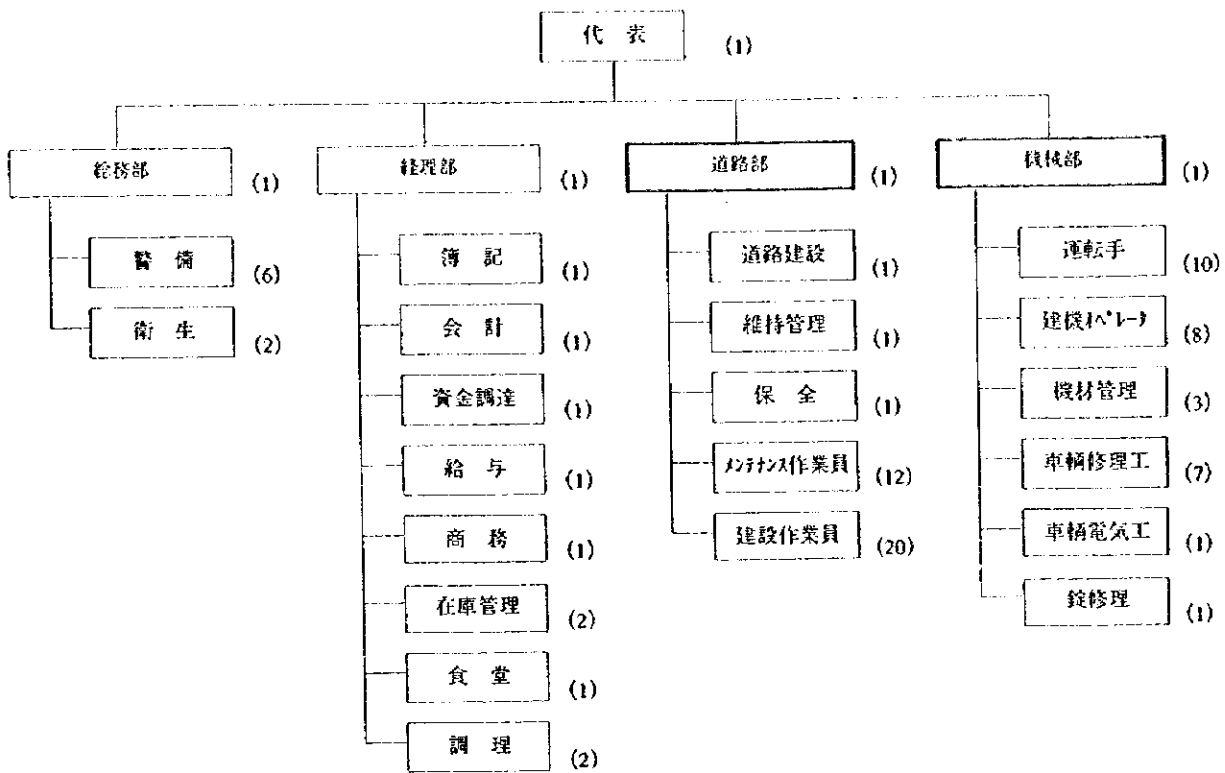 代表 (1)
総務部 (1)
警備 (6)
衛生 (2)
経理部 (1)
簿記 (1)
会計 (1)
資金調達 (1)
給与 (1)
商務 (1)
在庫管理 (2)
食堂 (1)
調理 (2)
道路部 (1)
道路建設 (1)
維持管理 (1)
保全 (1)
メンテナンス作業員 (12)
建設作業員 (20)
機械部 (1)
運転手 (10)
建機オペレータ (8)
機材管理 (3)
車輌修理工 (7)
車輌電気工 (1)
錠修理 (1)